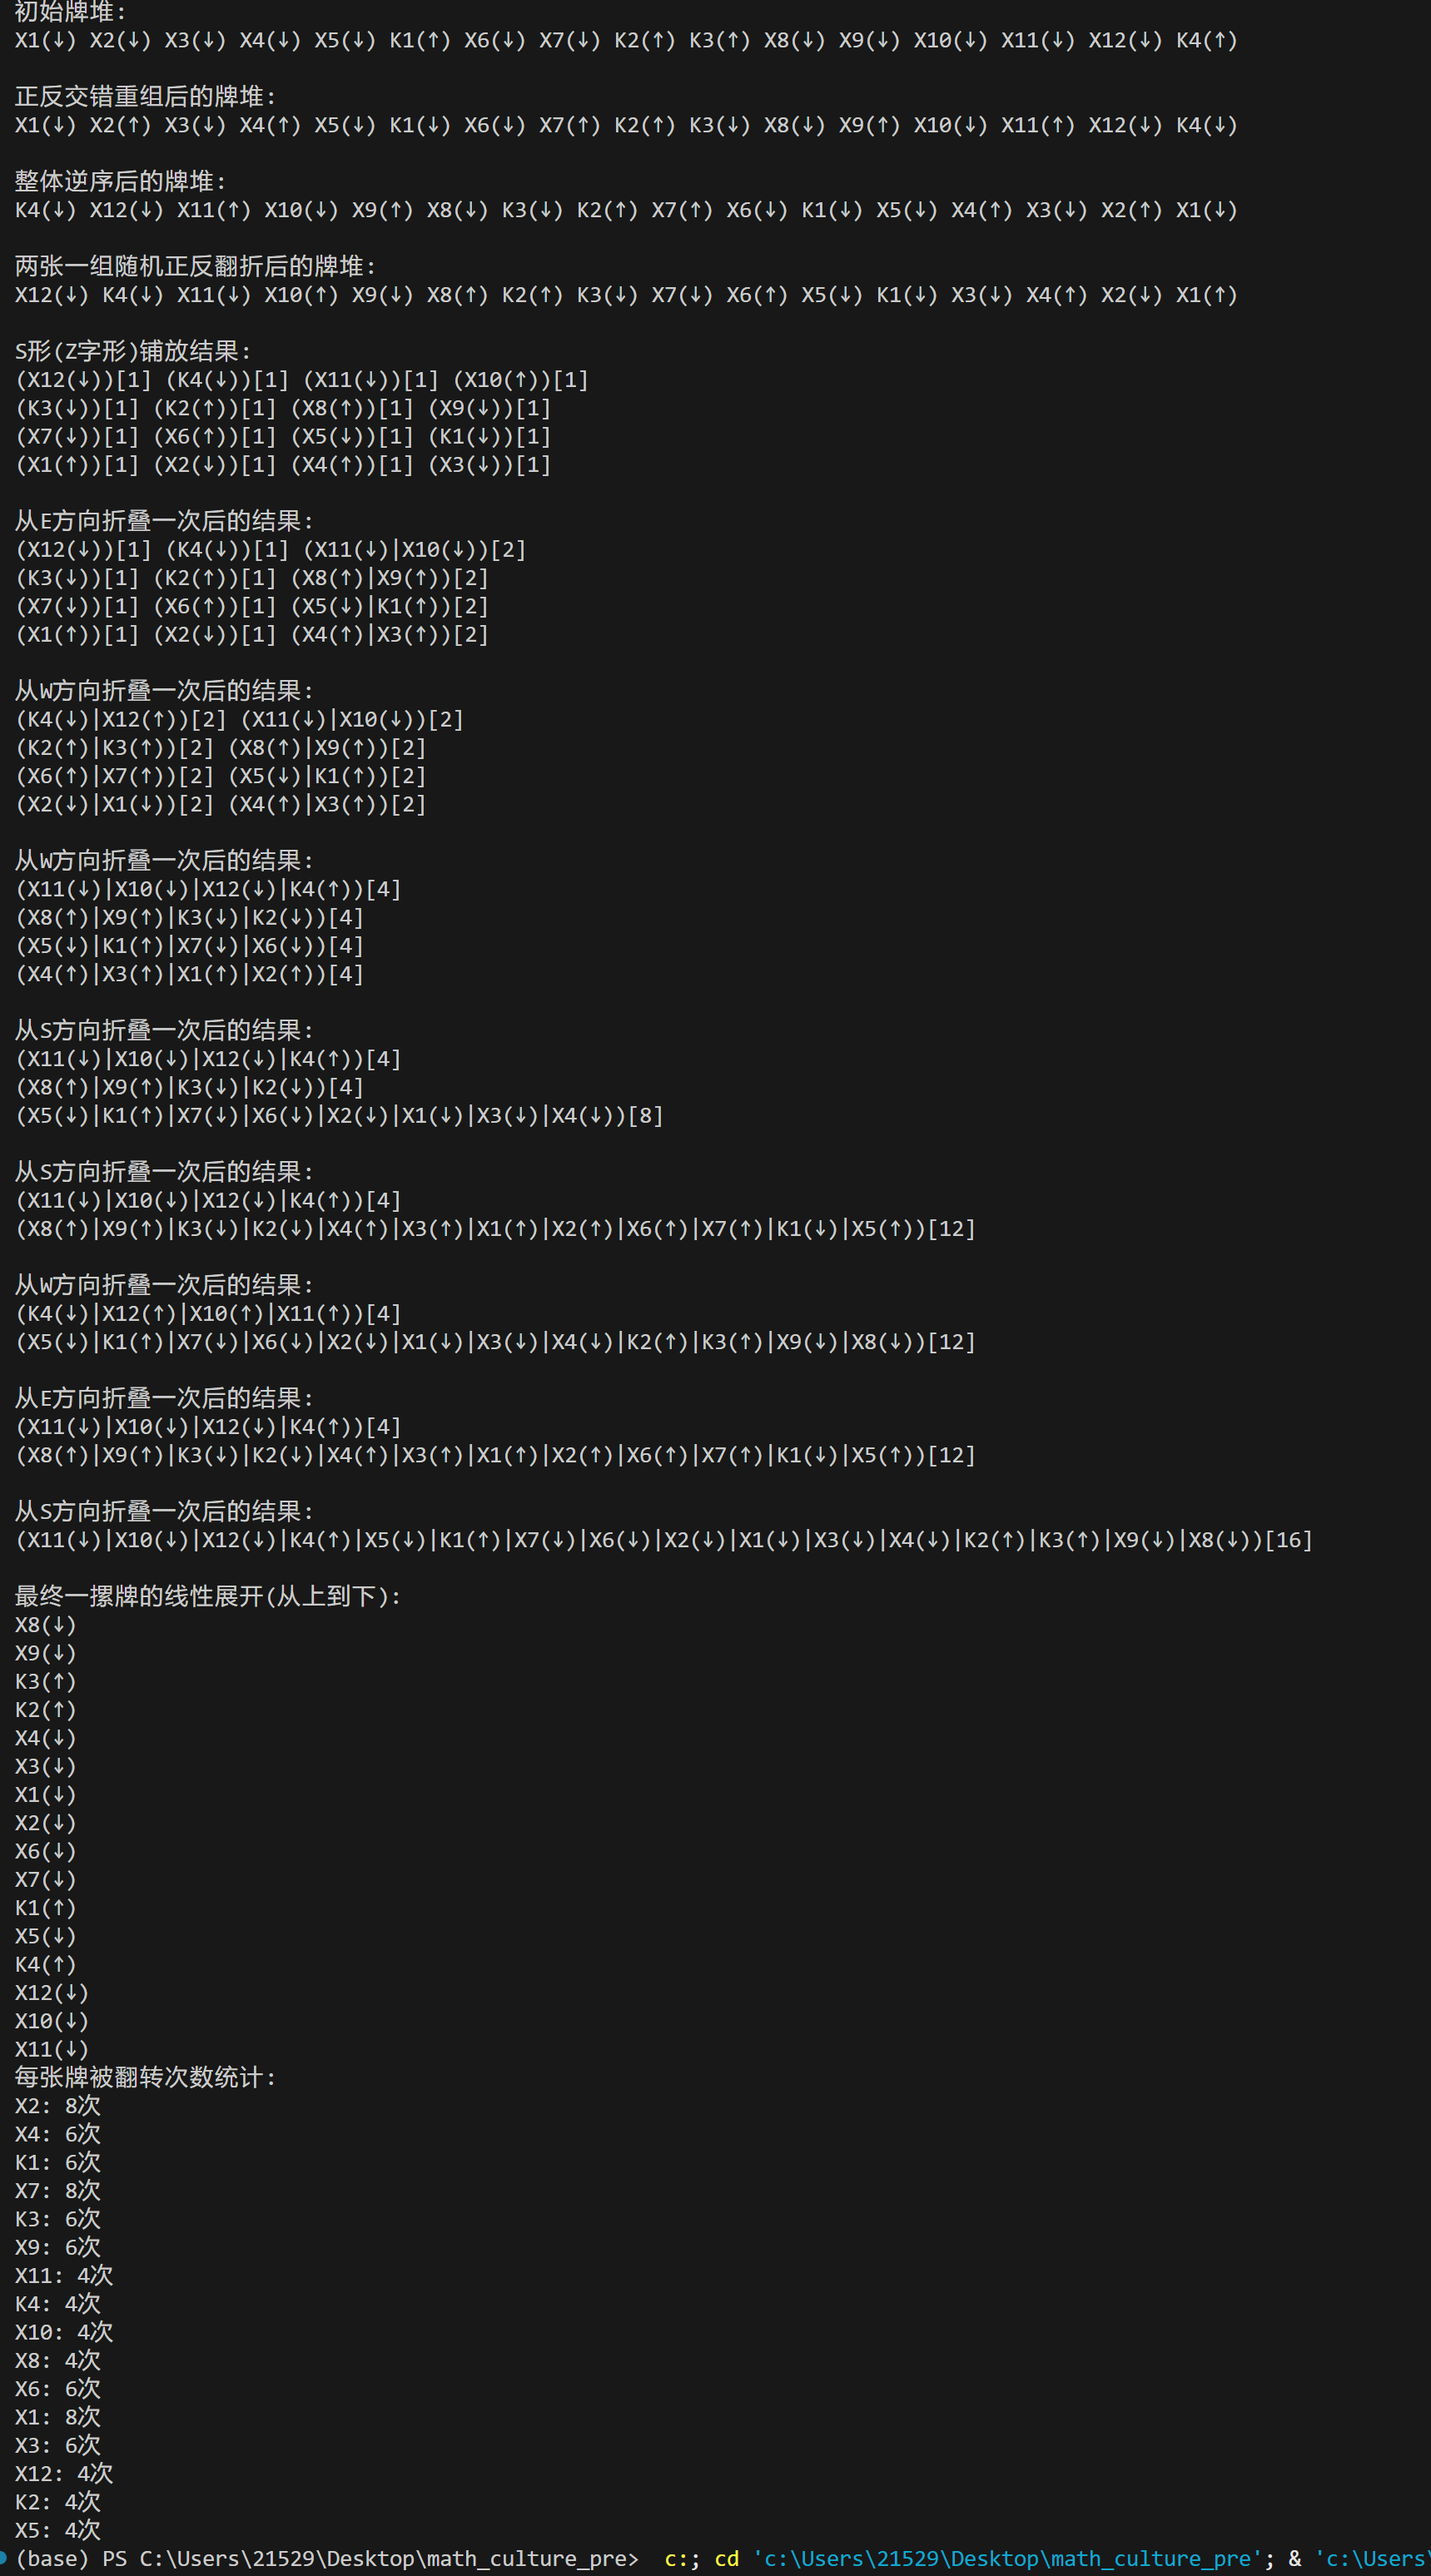 初始牌堆:
X1(↓) X2(↓) X3(↓) X4(↓) X5(↓) K1(↑) X6(↓) X7(↓) K2(↑) K3(↑) X8(↓) X9(↓) X10(↓) X11(↓) X12(↓) K4(↑)
正反交错重组后的牌堆:
X1(↓) X2(↑) X3(↓) X4(↑) X5(↓) K1(↓) X6(↓) X7(↑) K2(↑) K3(↓) X8(↓) X9(↑) X10(↓) X11(↑) X12(↓) K4(↓)
整体逆序后的牌堆:
K4(↓) X12(↓) X11(↑) X10(↓) X9(↑) X8(↓) K3(↓) K2(↑) X7(↑) X6(↓) K1(↓) X5(↓) X4(↑) X3(↓) X2(↑) X1(↓)
两张一组随机正反翻折后的牌堆:
X12(↓) K4(↓) X11(↓) X10(↑) X9(↓) X8(↑) K2(↑) K3(↓) X7(↓) X6(↑) X5(↓) K1(↓) X3(↓) X4(↑) X2(↓) X1(↑)
S形(Z字形)铺放结果:
(X12(↓))[1] (K4(↓))[1] (X11(↓))[1] (X10(↑))[1]
(K3(↓))[1] (K2(↑))[1] (X8(↑))[1] (X9(↓))[1]
(X7(↓))[1] (X6(↑))[1] (X5(↓))[1] (K1(↓))[1]
(X1(↑))[1] (X2(↓))[1] (X4(↑))[1] (X3(↓))[1]
从E方向折叠一次后的结果:
(X12(↓))[1] (K4(↓))[1] (X11(↓)|X10(↓))[2]
(K3(↓))[1] (K2(↑))[1] (X8(↑)|X9(↑))[2]
(X7(↓))[1] (X6(↑))[1] (X5(↓)|K1(↑))[2]
(X1(↑))[1] (X2(↓))[1] (X4(↑)|X3(↑))[2]
从W方向折叠一次后的结果:
(K4(↓)|X12(↑))[2] (X11(↓)|X10(↓))[2]
(K2(↑)|K3(↑))[2] (X8(↑)|X9(↑))[2]
(X6(↑)|X7(↑))[2] (X5(↓)|K1(↑))[2]
(X2(↓)|X1(↓))[2] (X4(↑)|X3(↑))[2]
从W方向折叠一次后的结果:
(X11(↓)|X10(↓)|X12(↓)|K4(↑))[4]
(X8(↑)|X9(↑)|K3(↓)|K2(↓))[4]
(X5(↓)|K1(↑)|X7(↓)|X6(↓))[4]
(X4(↑)|X3(↑)|X1(↑)|X2(↑))[4]
从S方向折叠一次后的结果:
(X11(↓)|X10(↓)|X12(↓)|K4(↑))[4]
(X8(↑)|X9(↑)|K3(↓)|K2(↓))[4]
(X5(↓)|K1(↑)|X7(↓)|X6(↓)|X2(↓)|X1(↓)|X3(↓)|X4(↓))[8]
从S方向折叠一次后的结果:
(X11(↓)|X10(↓)|X12(↓)|K4(↑))[4]
(X8(↑)|X9(↑)|K3(↓)|K2(↓)|X4(↑)|X3(↑)|X1(↑)|X2(↑)|X6(↑)|X7(↑)|K1(↓)|X5(↑))[12]
从W方向折叠一次后的结果:
(K4(↓)|X12(↑)|X10(↑)|X11(↑))[4]
(X5(↓)|K1(↑)|X7(↓)|X6(↓)|X2(↓)|X1(↓)|X3(↓)|X4(↓)|K2(↑)|K3(↑)|X9(↓)|X8(↓))[12]
从E方向折叠一次后的结果:
(X11(↓)|X10(↓)|X12(↓)|K4(↑))[4]
(X8(↑)|X9(↑)|K3(↓)|K2(↓)|X4(↑)|X3(↑)|X1(↑)|X2(↑)|X6(↑)|X7(↑)|K1(↓)|X5(↑))[12]
从S方向折叠一次后的结果:
(X11(↓)|X10(↓)|X12(↓)|K4(↑)|X5(↓)|K1(↑)|X7(↓)|X6(↓)|X2(↓)|X1(↓)|X3(↓)|X4(↓)|K2(↑)|K3(↑)|X9(↓)|X8(↓))[16]
最终一摞牌的线性展开(从上到下):
X8(↓)
X9(↓)
K3(↑)
K2(↑)
X4(↓)
X3(↓)
X1(↓)
X2(↓)
X6(↓)
X7(↓)
K1(↑)
X5(↓)
K4(↑)
X12(↓)
X10(↓)
X11(↓)
每张牌被翻转次数统计:
X2: 8次
X4: 6次
K1: 6次
X7: 8次
K3: 6次
X9: 6次
X11: 4次
K4: 4次
X10: 4次
X8: 4次
X6: 6次
X1: 8次
X3: 6次
X12: 4次
K2: 4次
X5: 4次
(base) PS C:\Users\21529\Desktop\math_culture_pre>  c:; cd 'c:\Users\21529\Desktop\math_culture_pre'; & 'c:\Users\